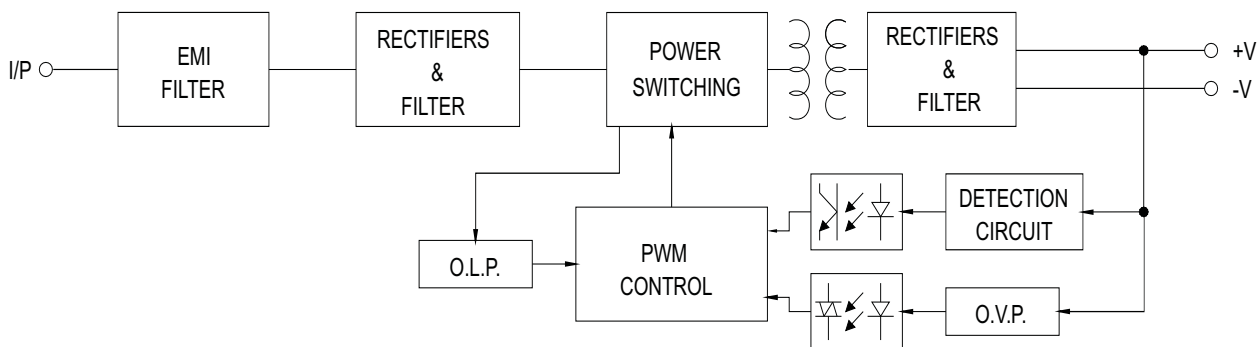 I/P
EMI
FILTER
RECTIFIERS
&
FILTER
POWER
SWITCHING
RECTIFIERS
&
FILTER
+V
-V
O.L.P.
PWM
CONTROL
DETECTION
CIRCUIT
O.V.P.